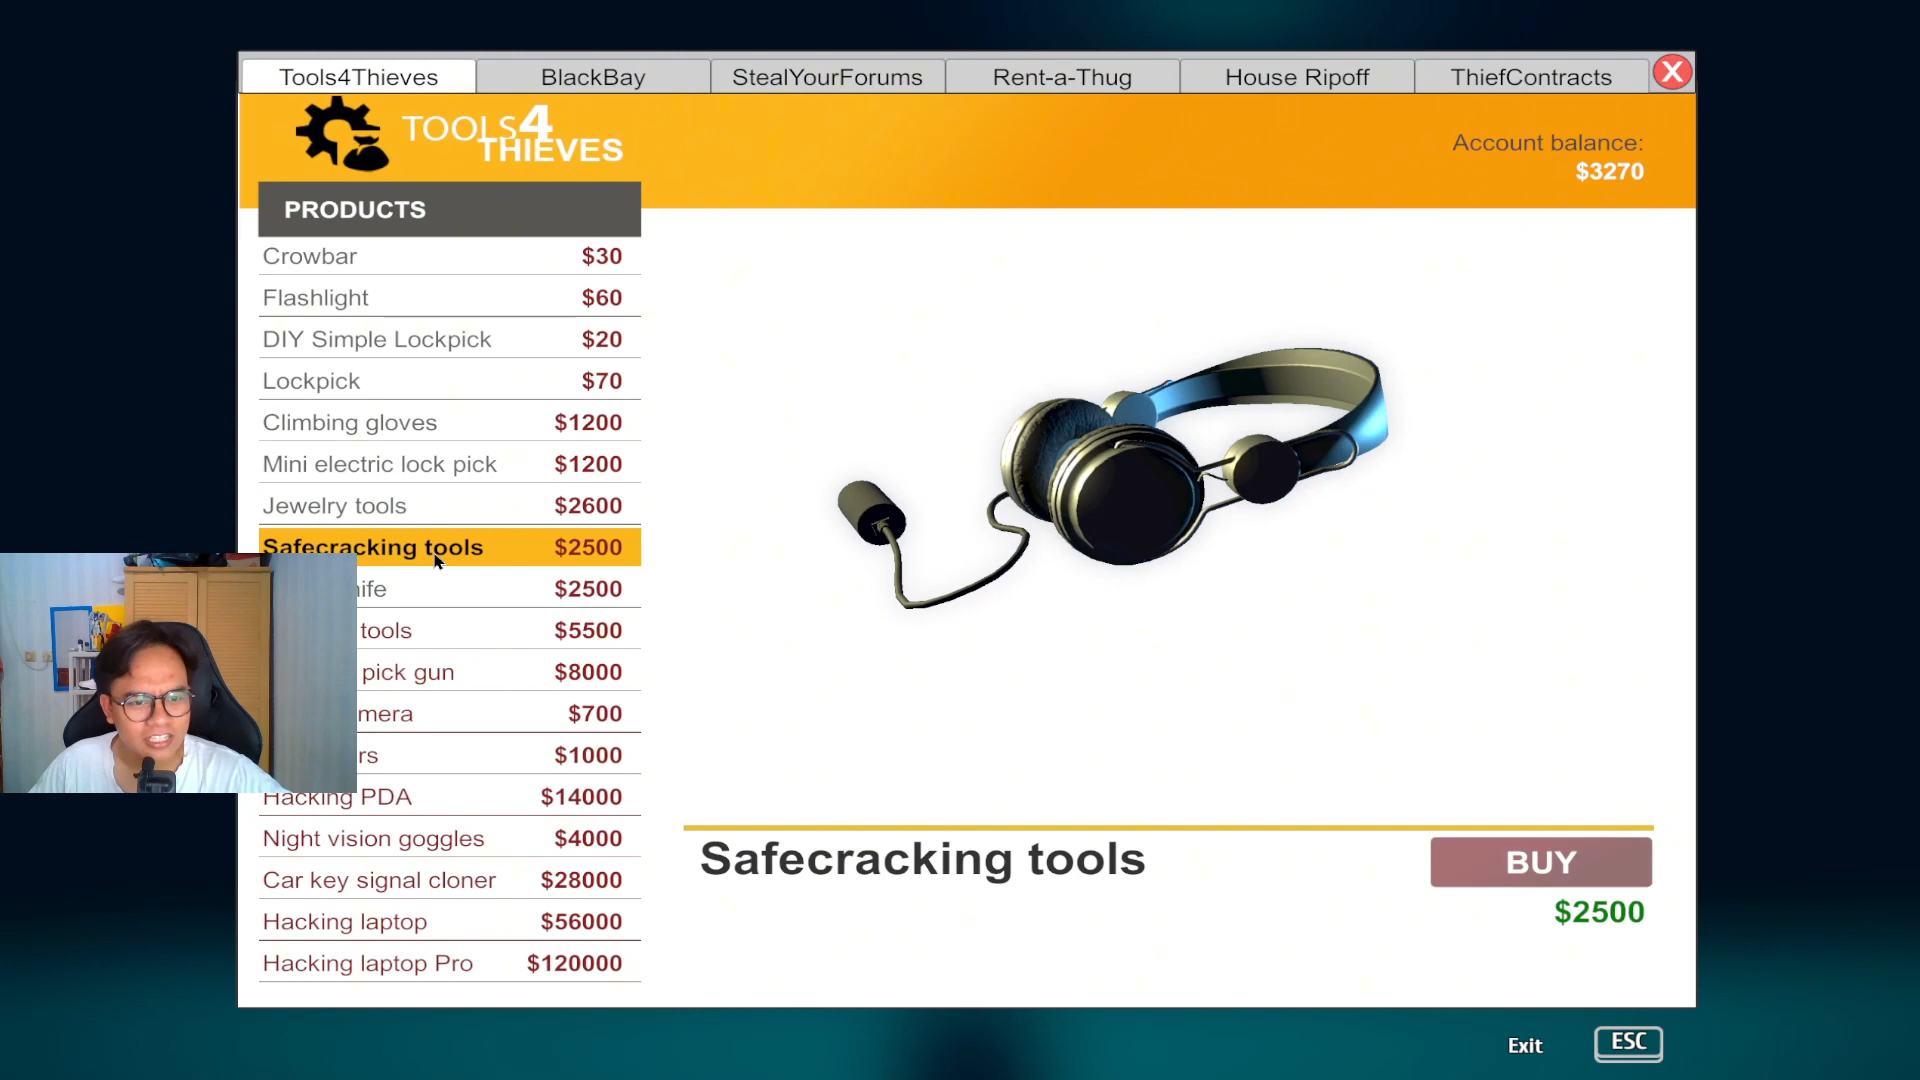 Tools4Thieves BlackBay StealYourForums Rent-a-Thug House Ripoff ThiefContracts X
TOOLS4
THIEVES
Account balance:
$3270
PRODUCTS
Crowbar $30
Flashlight $60
DIY Simple Lockpick $20
Lockpick $70
Climbing gloves $1200
Mini electric lock pick $1200
Jewelry tools $2600
Safecracking tools $2500
$2500
tools $5500
pick gun $8000
$700
$1000
Hacking PDA $14000
Night vision goggles $4000
Car key signal cloner $28000
Hacking laptop $56000
Hacking laptop Pro $120000
Safecracking tools
BUY
$2500
Exit ESC